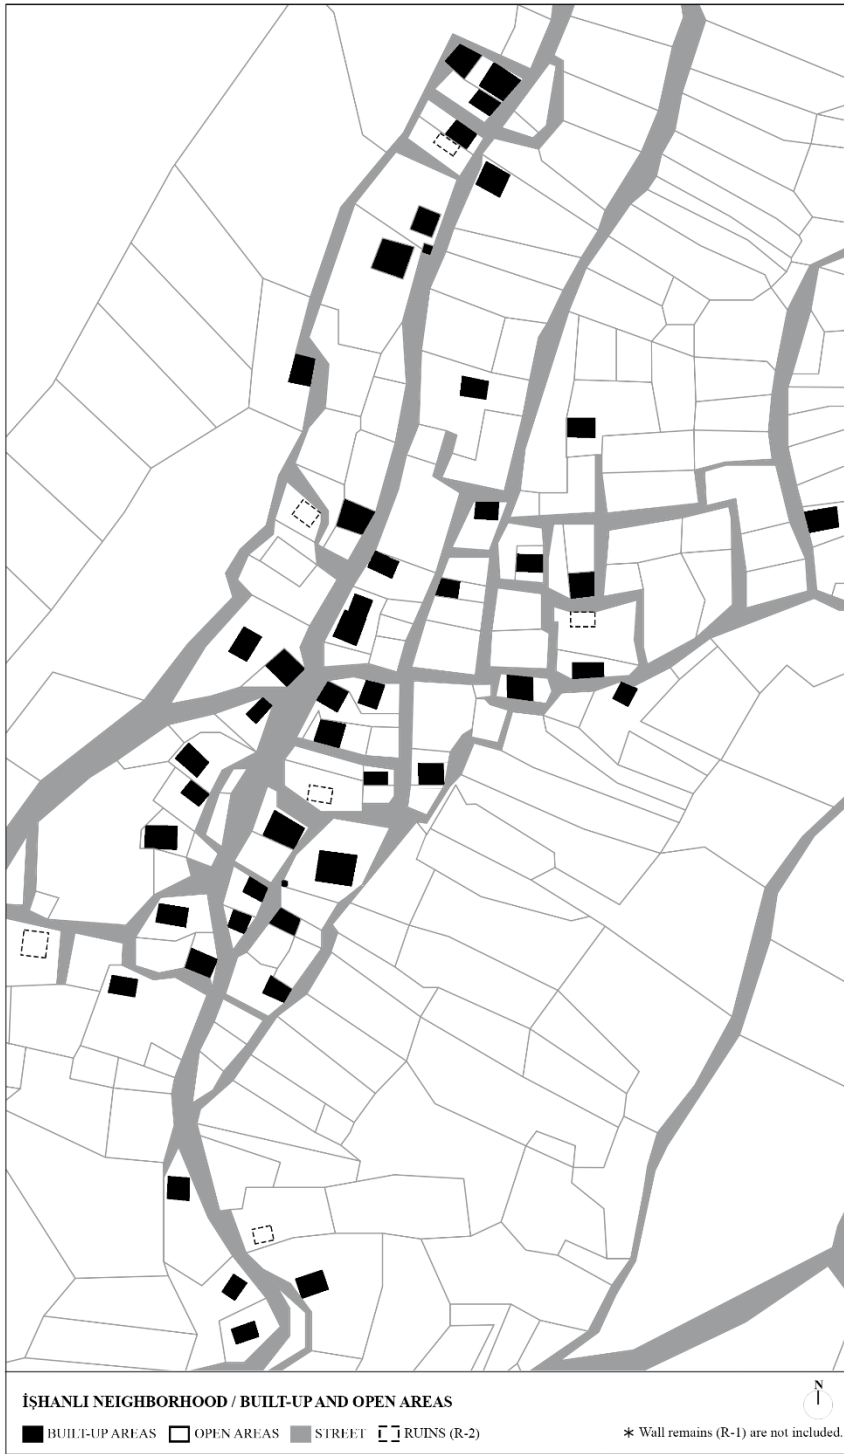 İŞHANLI NEIGHBORHOOD / BUILT-UP AND OPEN AREAS
N
BUILT-UP AREAS OPEN AREAS STREET RUINS (R-2)
* Wall remains (R-1) are not included.